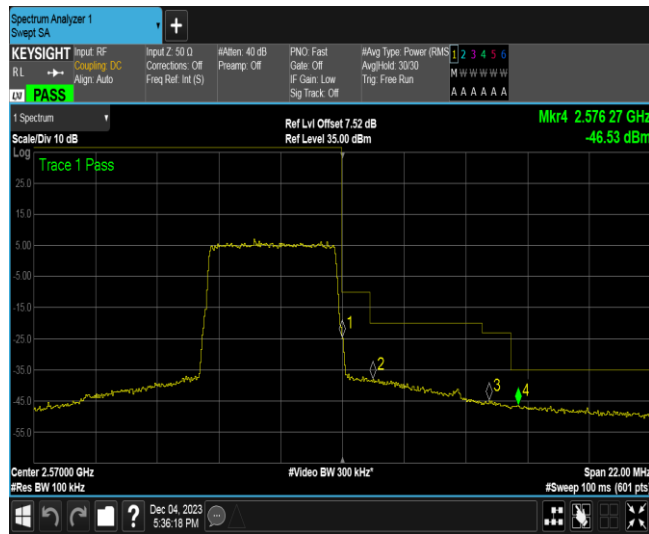 Spectrum Analyzer 1
Swept SA
+
KEYSIGHT
RL
LXI PASS
Input: RF
Coupling: DC
Align: Auto
Input Z: 50 Ω
Corrections: Off
Freq Ref: Int (S)
#Atten: 40 dB
Preamp: Off
PNO: Fast
Gate: Off
IF Gain: Low
Sig Track: Off
#Avg Type: Power (RMS
Avg|Hold: 30/30
Trig: Free Run
1 2 3 4 5 6
M W W W W W
A A A A A A
1 Spectrum
Scale/Div 10 dB
Ref Lvl Offset 7.52 dB
Ref Level 35.00 dBm
Mkr4 2.576 27 GHz
-46.53 dBm
Log
Trace 1 Pass
25.0
15.0
5.00
-5.00
-15.0
-25.0
-35.0
-45.0
-55.0
1
2
3
4
Center 2.57000 GHz
#Res BW 100 kHz
#Video BW 300 kHz*
Span 22.00 MHz
#Sweep 100 ms (601 pts)
?
Dec 04, 2023
5:36:18 PM